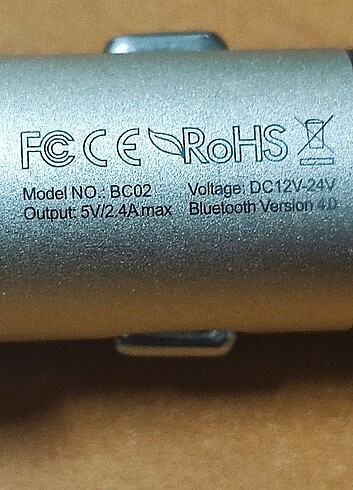 FC CE RoHS
Model NO.: BC02 Voltage: DC12V-24V
Output: 5V/2.4A max Bluetooth Version 4.0